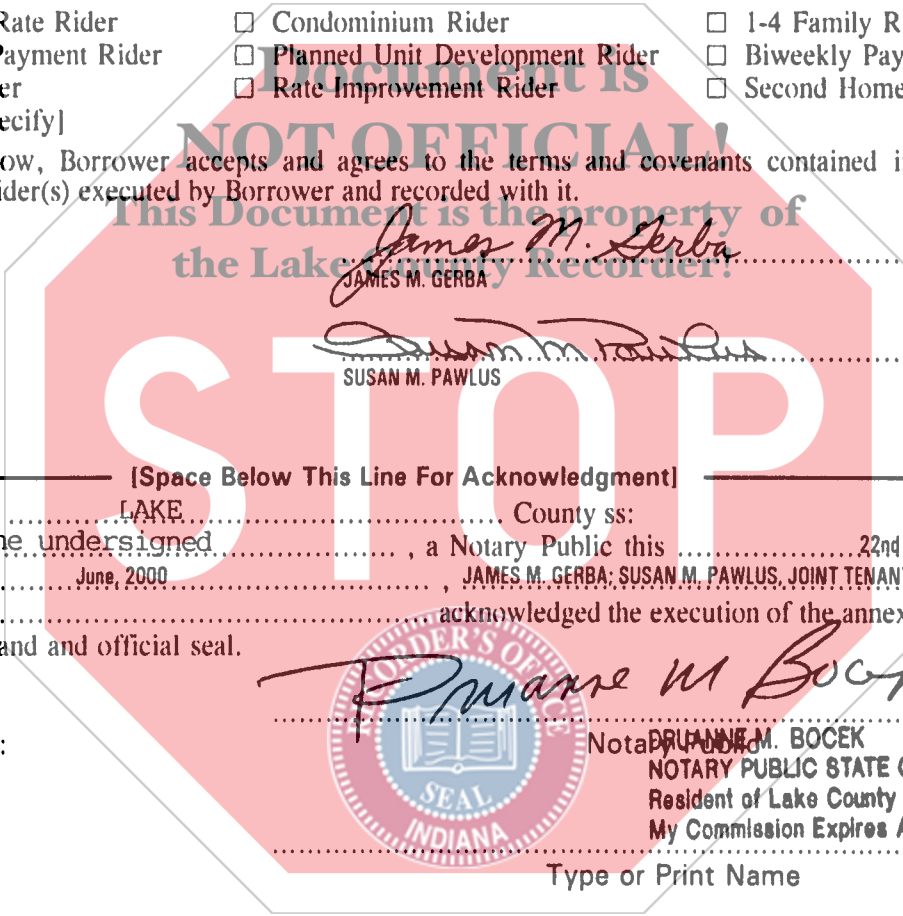 Rate Rider ☐ Condominium Rider ☐ 1-4 Family R
Payment Rider ☐ Planned Unit Development Rider ☐ Biweekly Pay
er ☐ Rate Improvement Rider ☐ Second Home
ecify]
Document is
NOT OFFICIAL!
This Document is the property of
the Lake County Recorder!
ow, Borrower accepts and agrees to the terms and covenants contained i
ider(s) executed by Borrower and recorded with it.
James M. Gerba
JAMES M. GERBA
Susan M Pawlus
SUSAN M. PAWLUS
STOP
[Space Below This Line For Acknowledgment]
LAKE County ss:
ne undersigned , a Notary Public this 22nd
June, 2000 , JAMES M. GERBA; SUSAN M. PAWLUS, JOINT TENANT
acknowledged the execution of the annex
and and official seal.
Druanne M Boce
:
Notary Public
DRUANNE M. BOCEK
NOTARY PUBLIC STATE
Resident of Lake County
My Commission Expires A
RECORDER'S OFFICE
SEAL
INDIANA
Type or Print Name